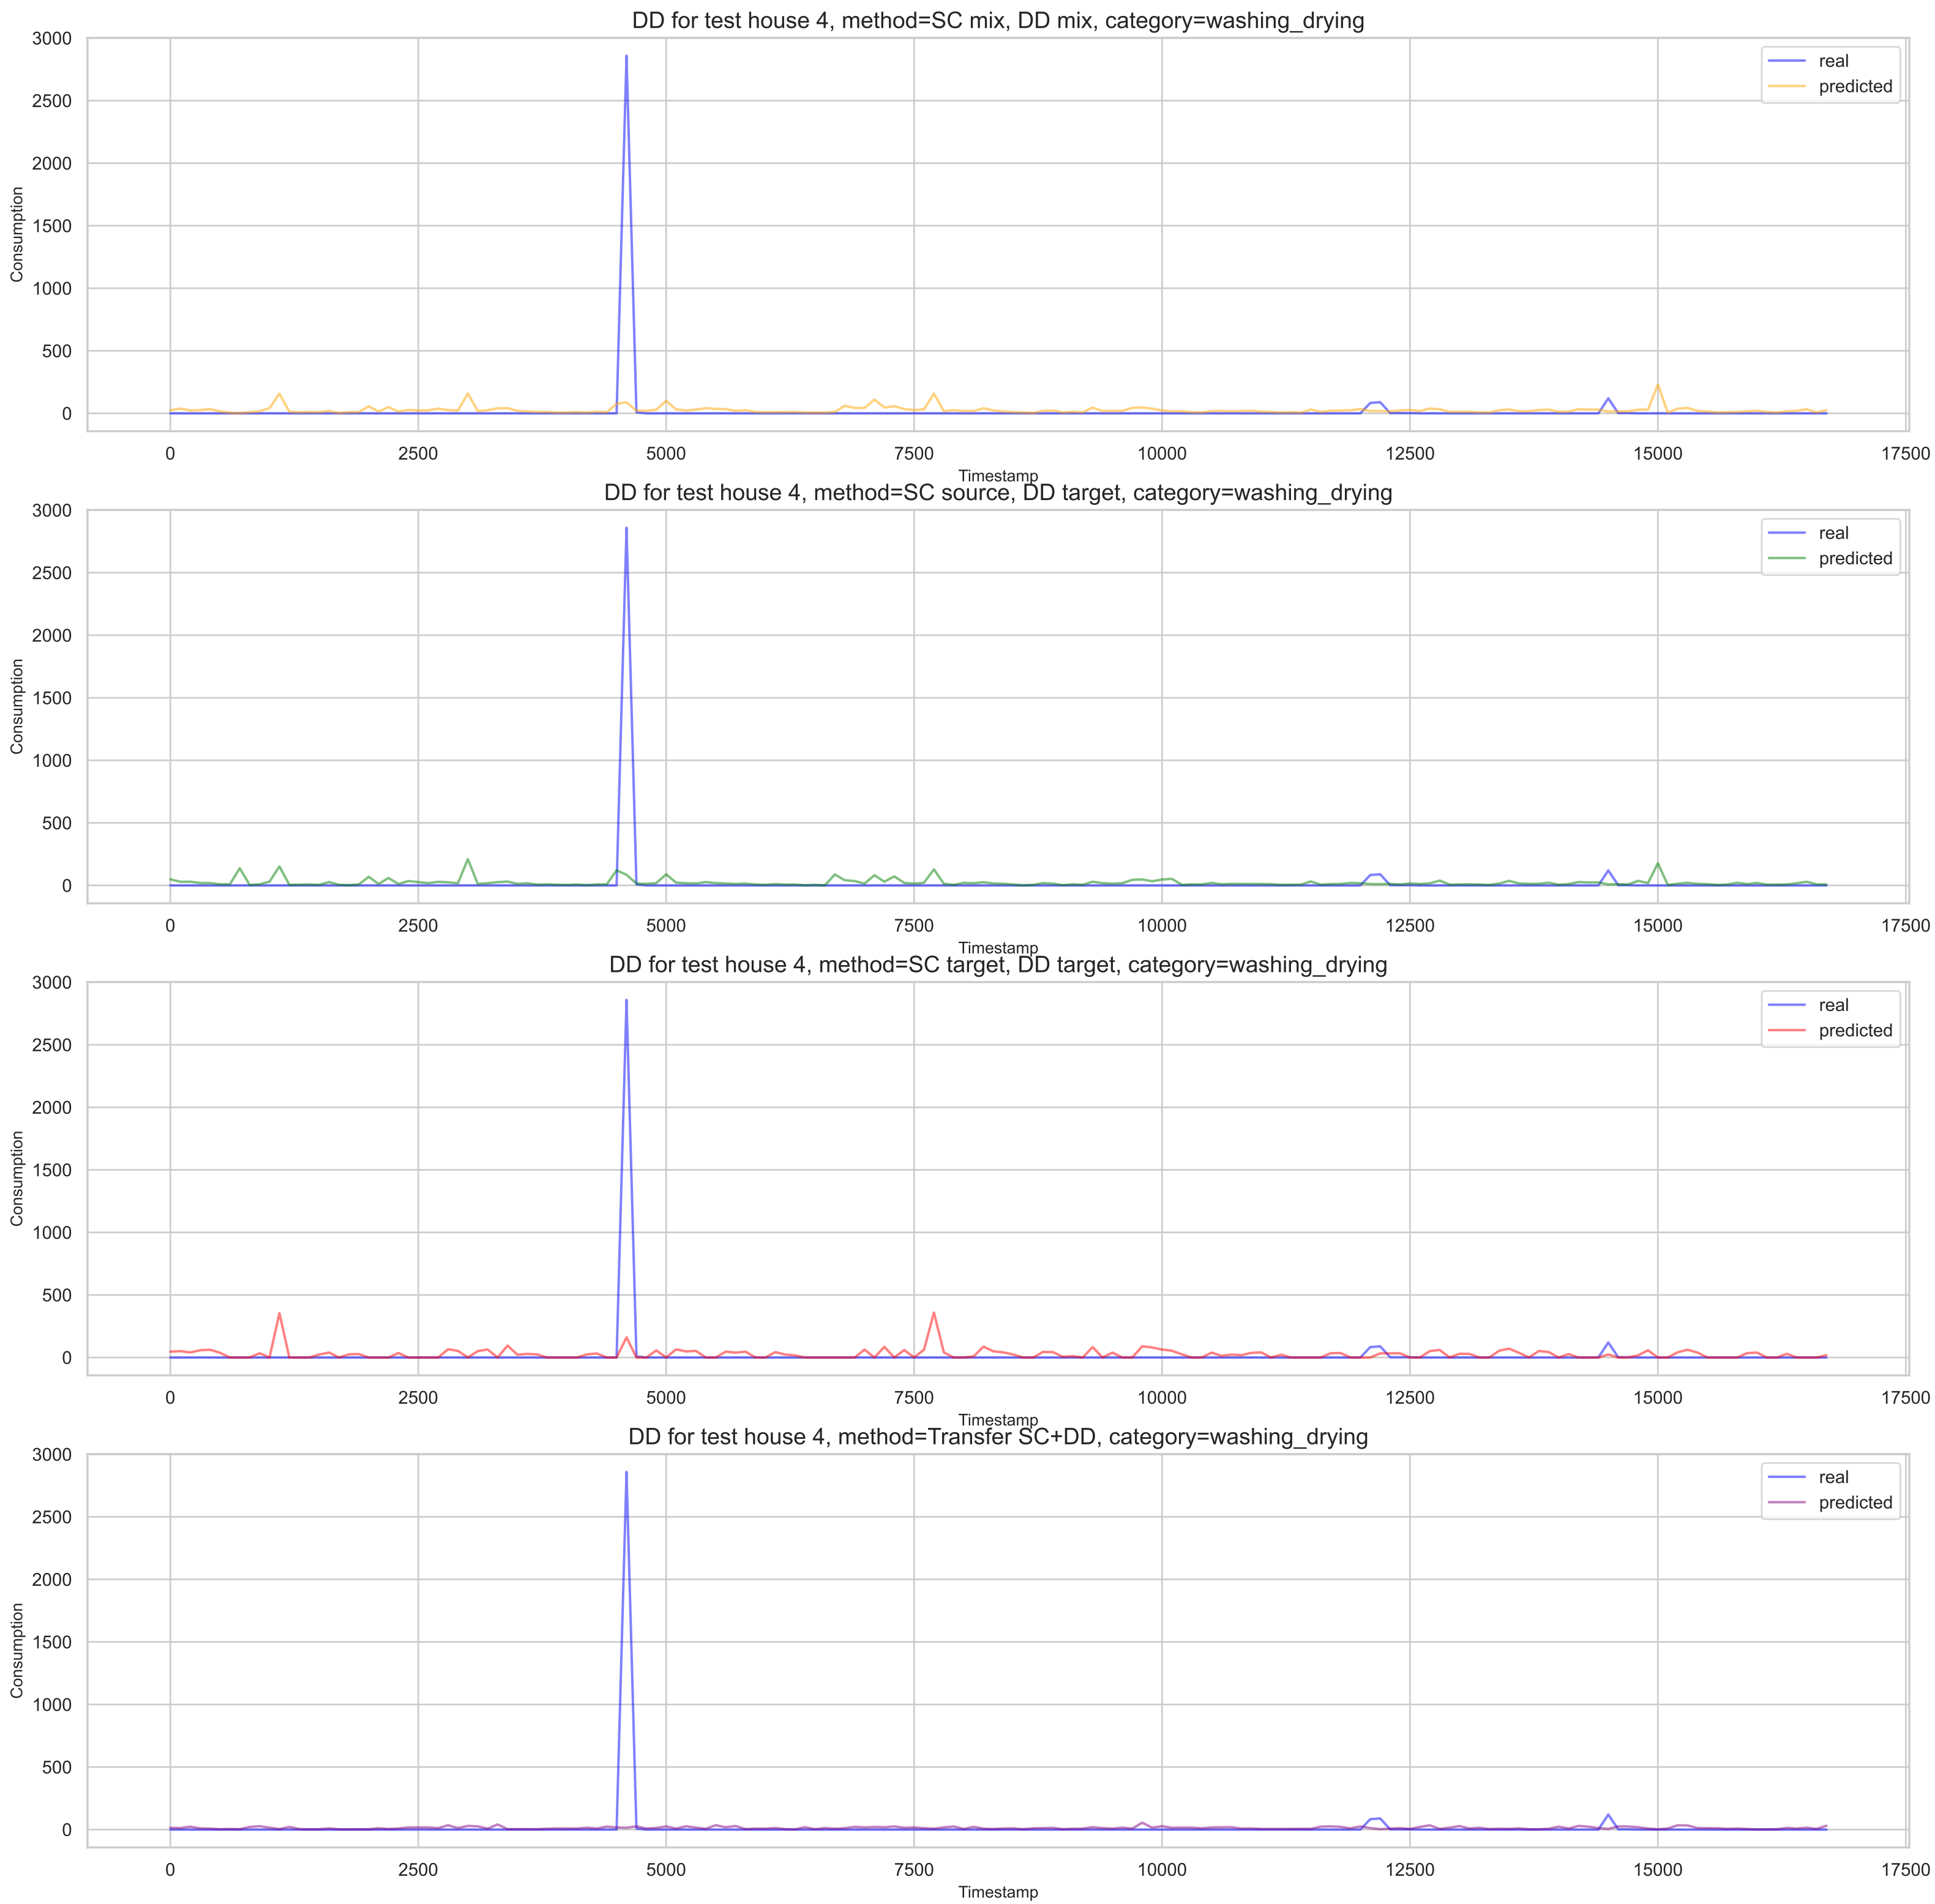 DD for test house 4, method=SC mix, DD mix, category=washing_drying
3000
2500
2000
1500
1000
500
0
Consumption
real
predicted
0 2500 5000 7500 10000 12500 15000 17500
Timestamp
DD for test house 4, method=SC source, DD target, category=washing_drying
3000
2500
2000
1500
1000
500
0
Consumption
real
predicted
0 2500 5000 7500 10000 12500 15000 17500
Timestamp
DD for test house 4, method=SC target, DD target, category=washing_drying
3000
2500
2000
1500
1000
500
0
Consumption
real
predicted
0 2500 5000 7500 10000 12500 15000 17500
Timestamp
DD for test house 4, method=Transfer SC+DD, category=washing_drying
3000
2500
2000
1500
1000
500
0
Consumption
real
predicted
0 2500 5000 7500 10000 12500 15000 17500
Timestamp